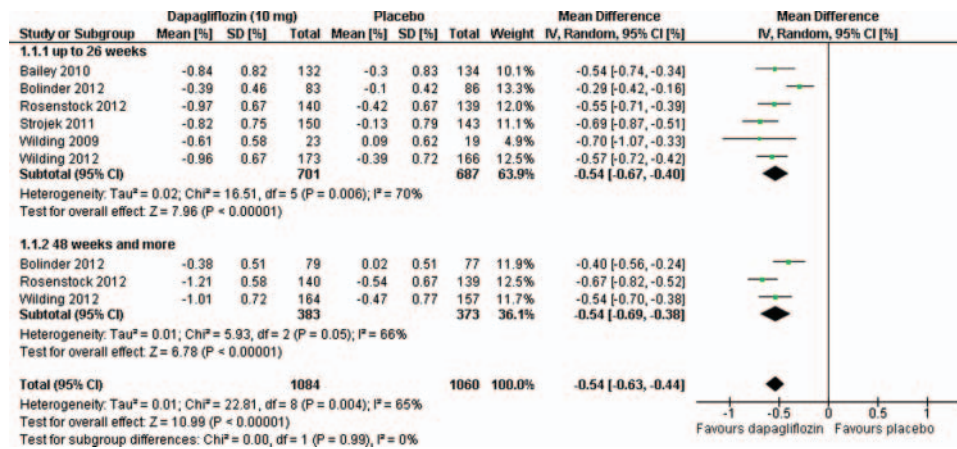 Dapagliflozin (10 mg) Placebo Mean Difference Mean Difference
Study or Subgroup Mean [%] SD [%] Total Mean [%] SD [%] Total Weight IV, Random, 95% CI [%] IV, Random, 95% CI [%]
1.1.1 up to 26 weeks
Bailey 2010 -0.84 0.82 132 -0.3 0.83 134 10.1% -0.54 [-0.74, -0.34]
Bolinder 2012 -0.39 0.46 83 -0.1 0.42 86 13.3% -0.29 [-0.42, -0.16]
Rosenstock 2012 -0.97 0.67 140 -0.42 0.67 139 12.0% -0.55 [-0.71, -0.39]
Strojek 2011 -0.82 0.75 150 -0.13 0.79 143 11.1% -0.69 [-0.87, -0.51]
Wilding 2009 -0.61 0.58 23 0.09 0.62 19 4.9% -0.70 [-1.07, -0.33]
Wilding 2012 -0.96 0.67 173 -0.39 0.72 166 12.5% -0.57 [-0.72, -0.42]
Subtotal (95% CI) 701 687 63.9% -0.54 [-0.67, -0.40]
Heterogeneity: Tau² = 0.02; Chi² = 16.51, df = 5 (P = 0.006); I² = 70%
Test for overall effect: Z = 7.96 (P < 0.00001)
1.1.2 48 weeks and more
Bolinder 2012 -0.38 0.51 79 0.02 0.51 77 11.9% -0.40 [-0.56, -0.24]
Rosenstock 2012 -1.21 0.58 140 -0.54 0.67 139 12.5% -0.67 [-0.82, -0.52]
Wilding 2012 -1.01 0.72 164 -0.47 0.77 157 11.7% -0.54 [-0.70, -0.38]
Subtotal (95% CI) 383 373 36.1% -0.54 [-0.69, -0.38]
Heterogeneity: Tau² = 0.01; Chi² = 5.93, df = 2 (P = 0.05); I² = 66%
Test for overall effect: Z = 6.78 (P < 0.00001)
Total (95% CI) 1084 1060 100.0% -0.54 [-0.63, -0.44]
Heterogeneity: Tau² = 0.01; Chi² = 22.81, df = 8 (P = 0.004); I² = 65%
Test for overall effect: Z = 10.99 (P < 0.00001)
Test for subgroup differences: Chi² = 0.00, df = 1 (P = 0.99), I² = 0%
-1 -0.5 0 0.5 1
Favours dapagliflozin Favours placebo